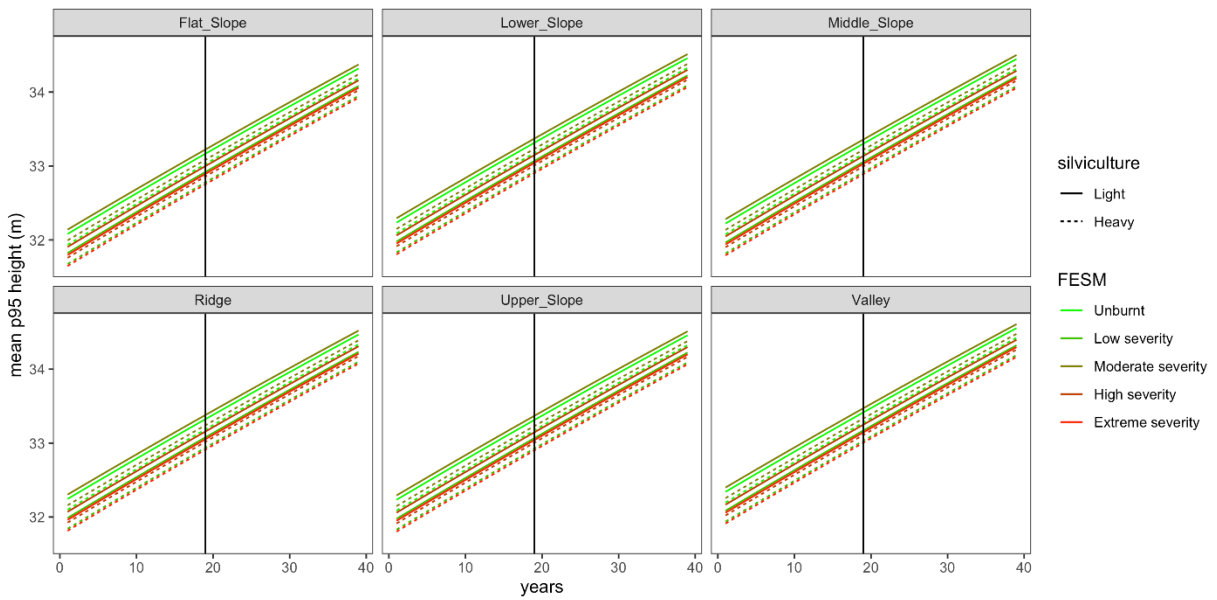 Flat_Slope
Lower_Slope
Middle_Slope
34
33
32
Ridge
Upper_Slope
Valley
34
33
32
0 10 20 30 40
0 10 20 30 40
0 10 20 30 40
years
mean p95 height (m)
silviculture
Light
Heavy
FESM
Unburnt
Low severity
Moderate severity
High severity
Extreme severity